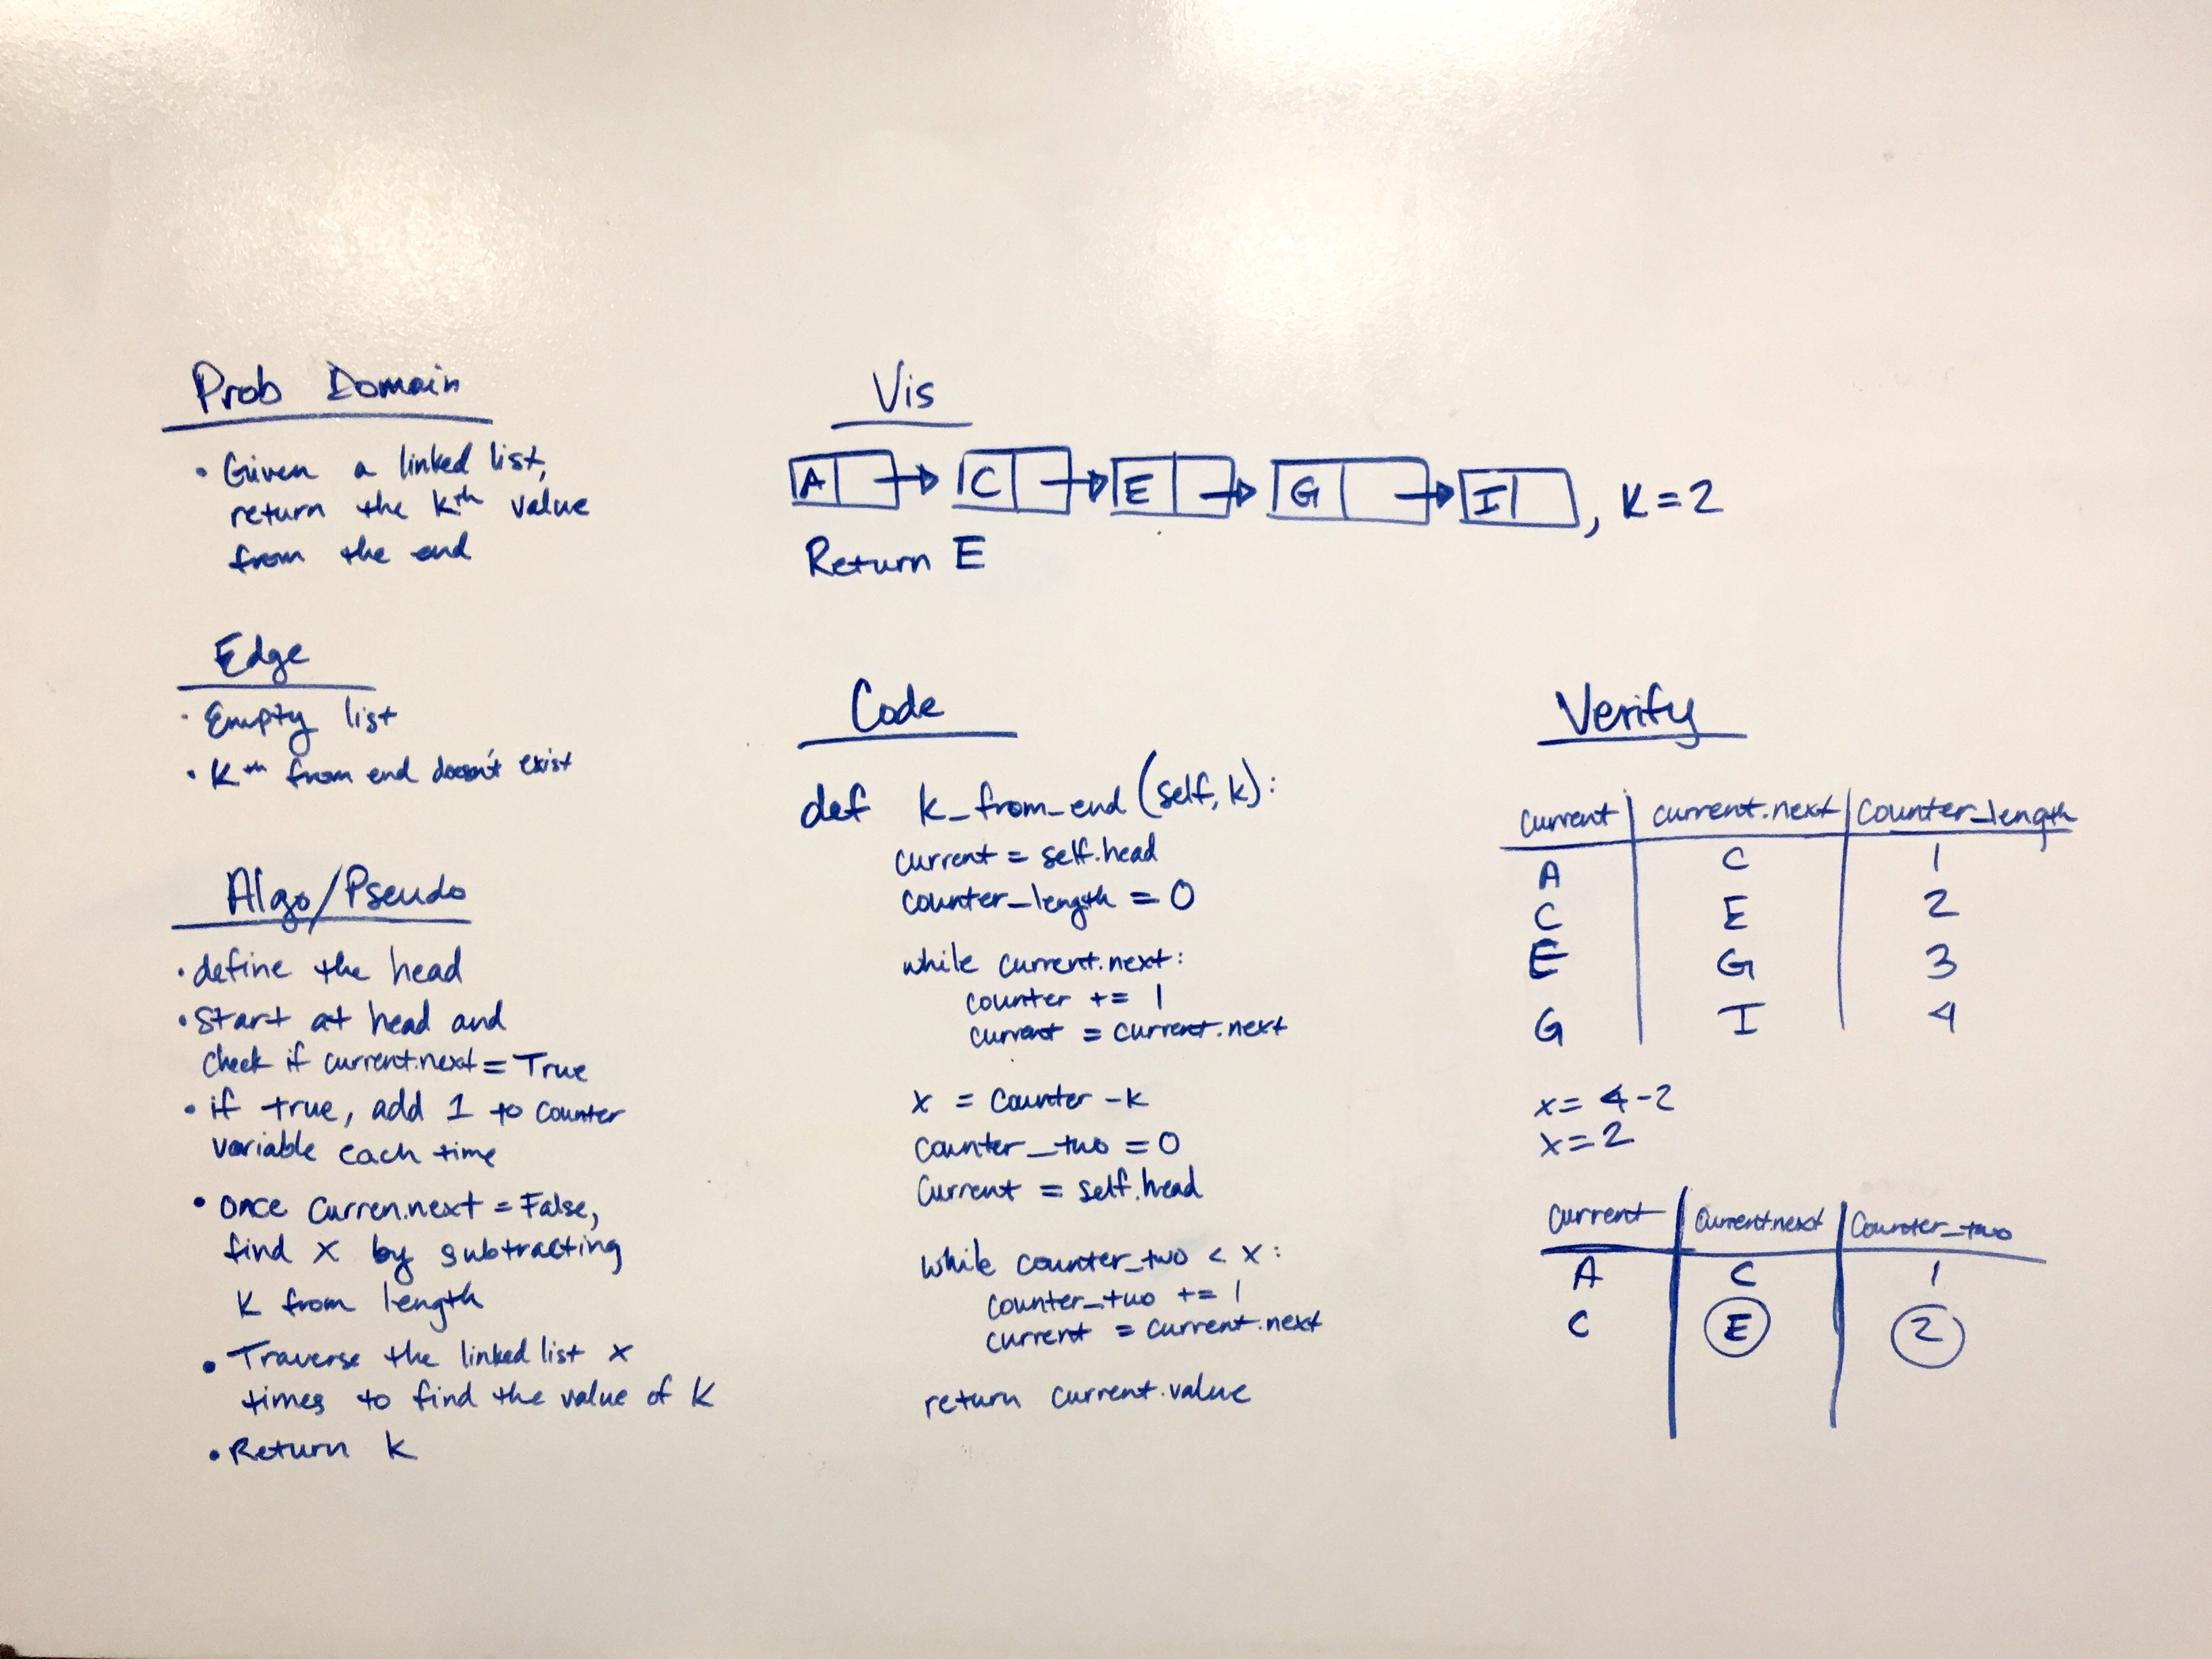 Prob Domain
• Given a linked list,
return the kth value
from the end
Edge
• Empty list
• Kth from end doesn't exist
Algo/Pseudo
• define the head
• start at head and
check if current.next = True
• if true, add 1 to counter
variable each time
• once curren.next = False,
find x by subtracting
K from length
• Traverse the linked list x
times to find the value of K
• Return k
Vis
A C E G I , K = 2
Return E
Code
def k_from_end (self, k):
current = self.head
counter_length = 0
while current.next:
counter += 1
current = current.next
x = counter - k
counter_two = 0
current = self.head
while counter_two < x:
counter_two += 1
current = current.next
return current.value
Verify
current current.next counter_length
A C 1
C E 2
E G 3
G I 4
x = 4 - 2
x = 2
current current.next counter_two
A C 1
C E 2